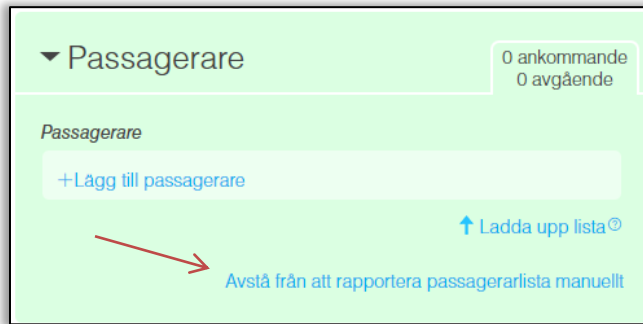 Passagerare
0 ankommande
0 avgående
Passagerare
+Lägg till passagerare
Ladda upp lista?
Avstå från att rapportera passagerarlista manuellt